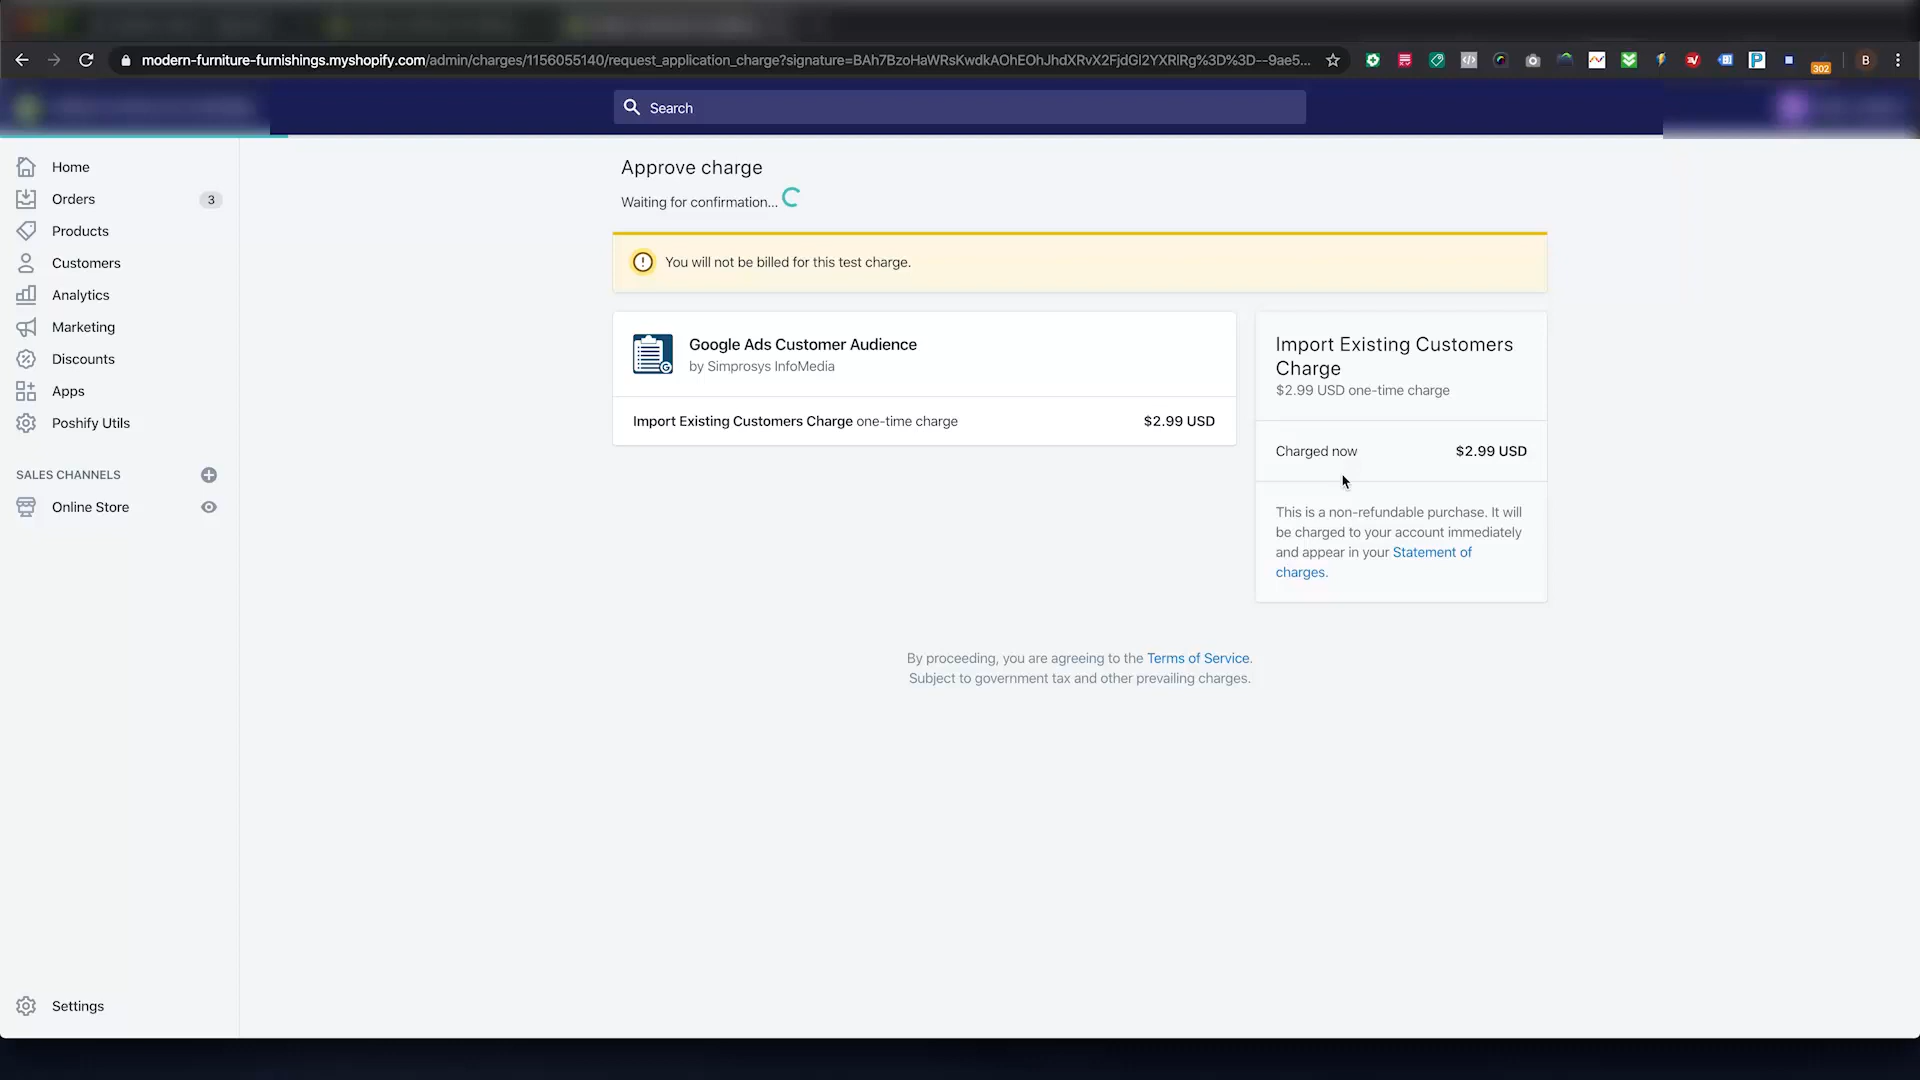 modern-furniture-furnishings.myshopify.com/admin/charges/1156055140/request_application_charge?signature=BAh7BzoHaWRsKwdkAOhEOhJhdXRvX2FjdGl2YXRlRg%3D%3D--9ae5...
302
B
Search
Home
Orders 3
Products
Customers
Analytics
Marketing
Discounts
Apps
Poshify Utils
SALES CHANNELS
Online Store
Settings
Approve charge
Waiting for confirmation...
You will not be billed for this test charge.
Google Ads Customer Audience
by Simprosys InfoMedia
Import Existing Customers Charge one-time charge $2.99 USD
Import Existing Customers
Charge
$2.99 USD one-time charge
Charged now $2.99 USD
This is a non-refundable purchase. It will
be charged to your account immediately
and appear in your Statement of
charges.
By proceeding, you are agreeing to the Terms of Service.
Subject to government tax and other prevailing charges.